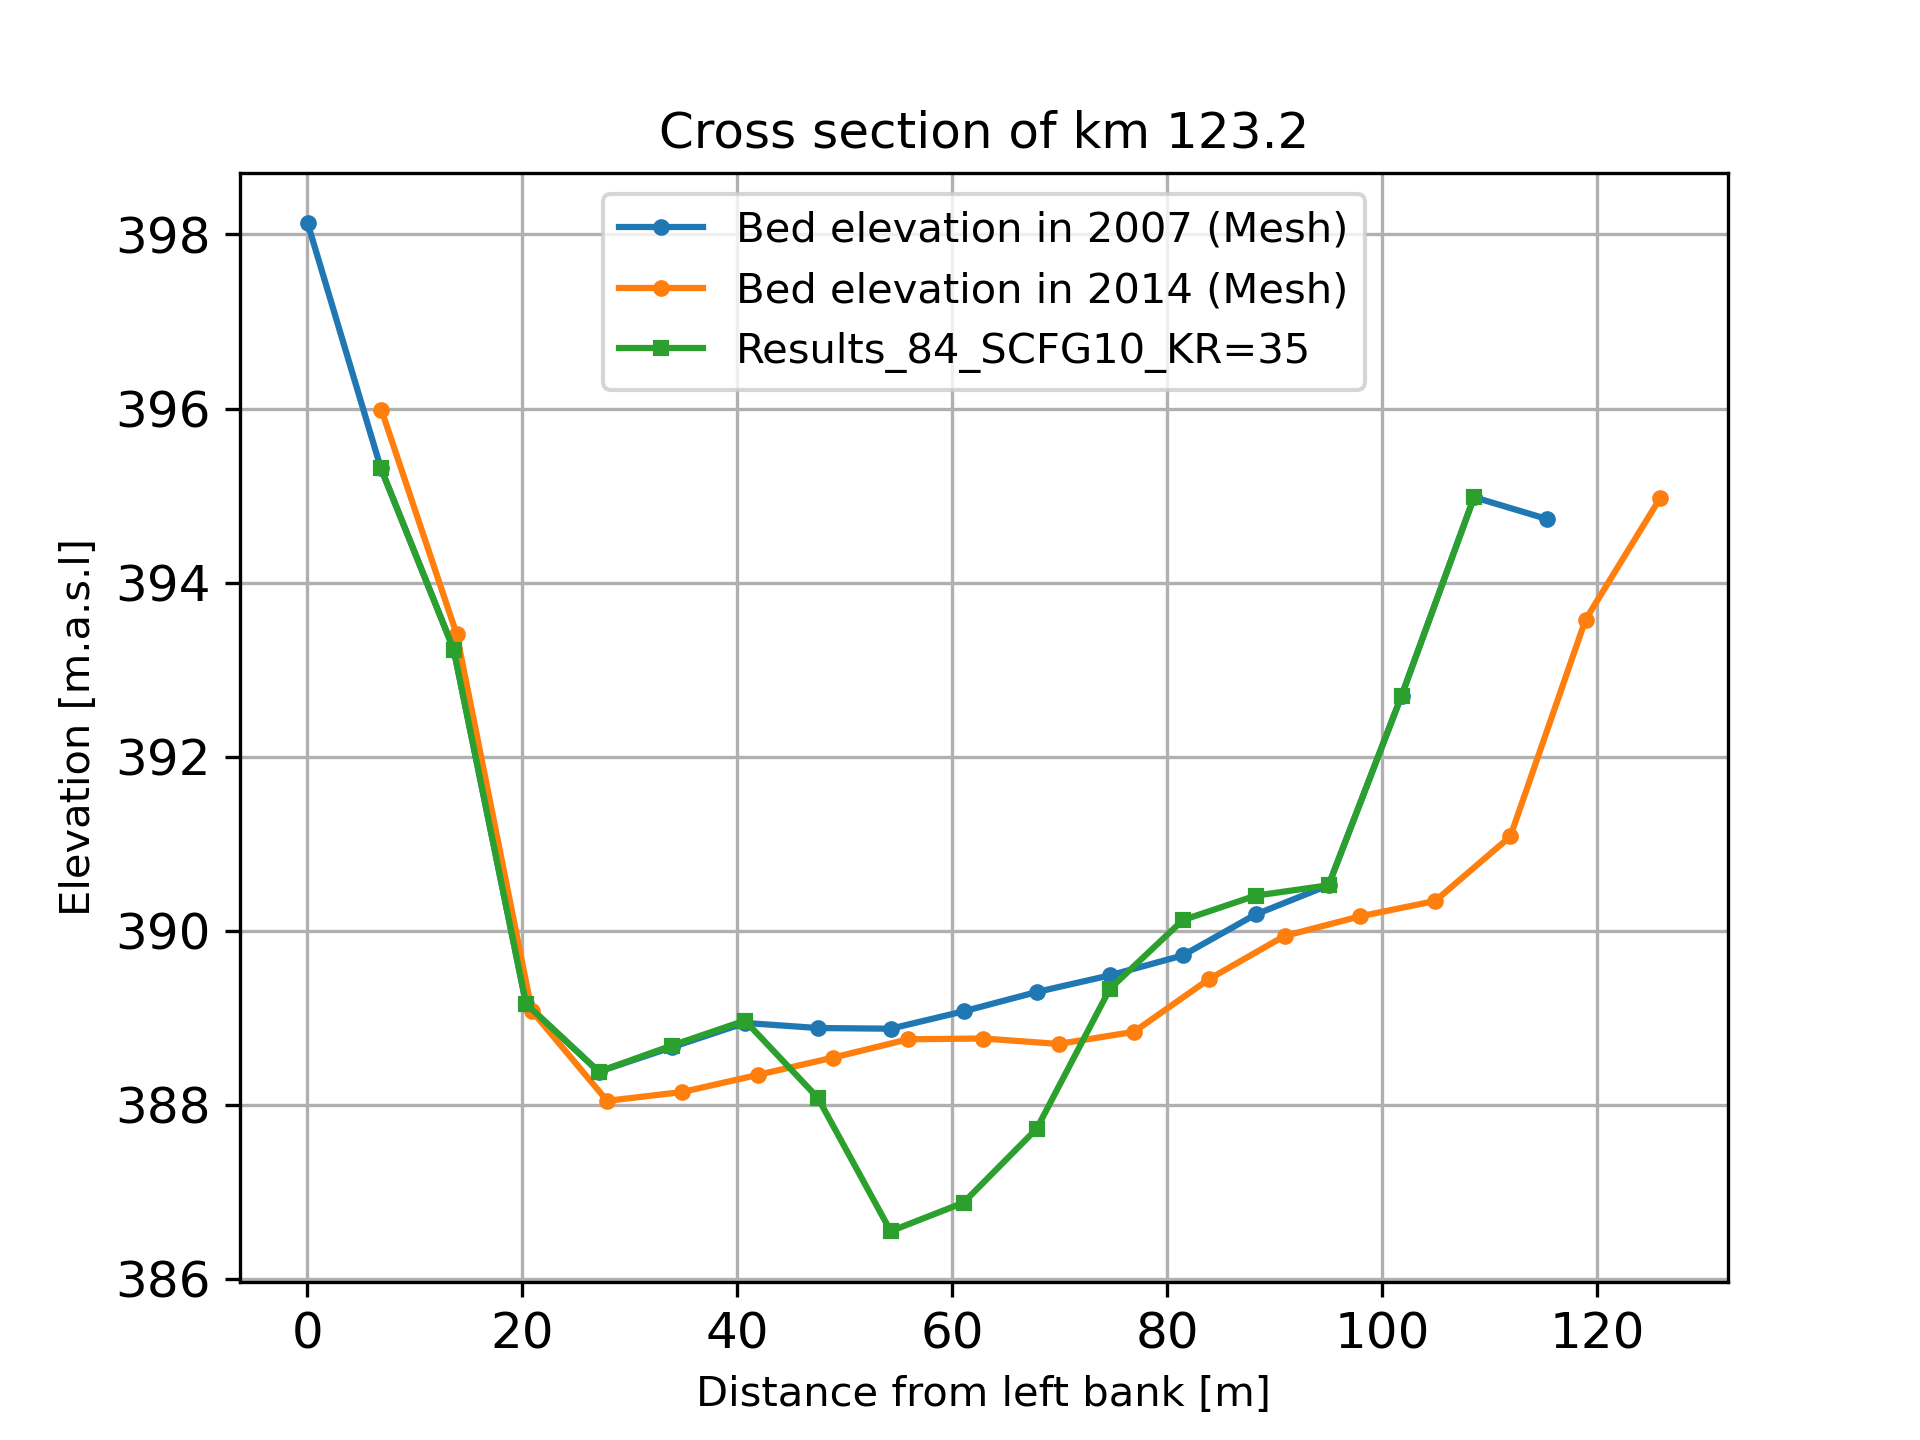 Cross section of km 123.2
Bed elevation in 2007 (Mesh)
Bed elevation in 2014 (Mesh)
Results_84_SCFG10_KR=35
398
396
394
392
390
388
386
Elevation [m.a.s.l]
0 20 40 60 80 100 120
Distance from left bank [m]